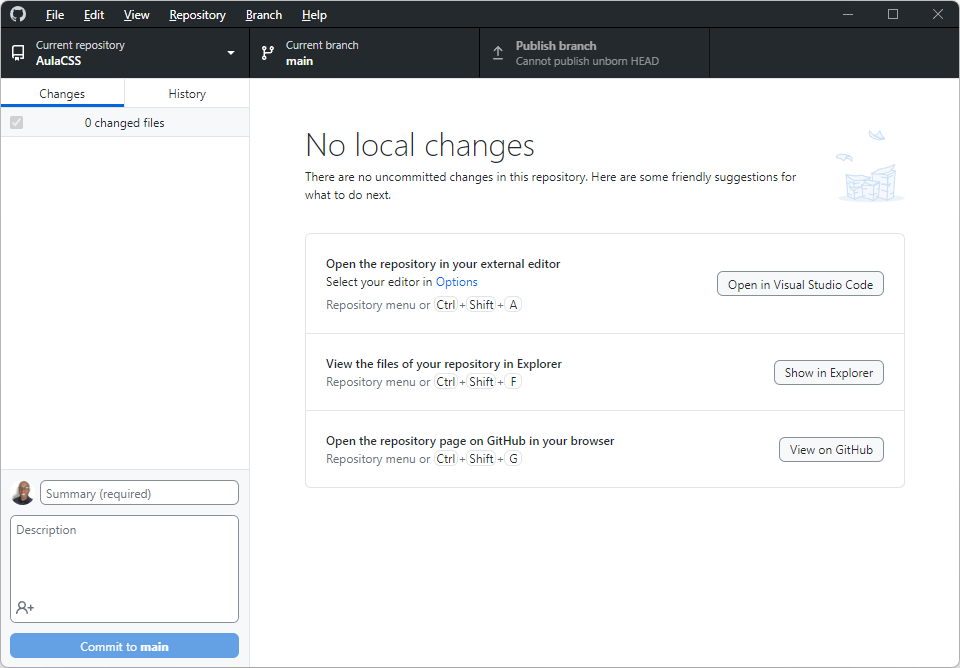 File Edit View Repository Branch Help
Current repository
AulaCSS
Current branch
main
Publish branch
Cannot publish unborn HEAD
Changes History
0 changed files
No local changes
There are no uncommitted changes in this repository. Here are some friendly suggestions for
what to do next.
Open the repository in your external editor
Select your editor in Options
Repository menu or Ctrl + Shift + A
Open in Visual Studio Code
View the files of your repository in Explorer
Repository menu or Ctrl + Shift + F
Show in Explorer
Open the repository page on GitHub in your browser
Repository menu or Ctrl + Shift + G
View on GitHub
Summary (required)
Description
Commit to main